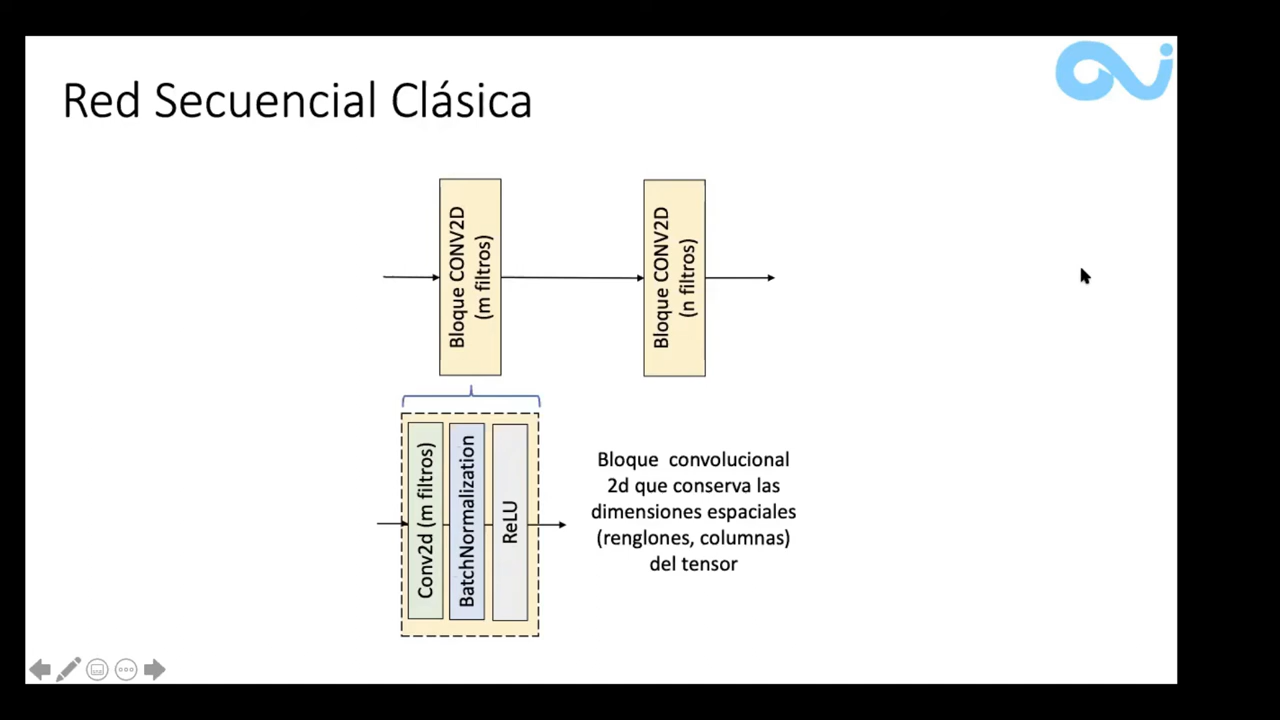 Red Secuencial Clásica
Bloque CONV2D
(m filtros)
Bloque CONV2D
(n filtros)
Conv2d (m filtros)
BatchNormalization
ReLU
Bloque convolucional
2d que conserva las
dimensiones espaciales
(renglones, columnas)
del tensor